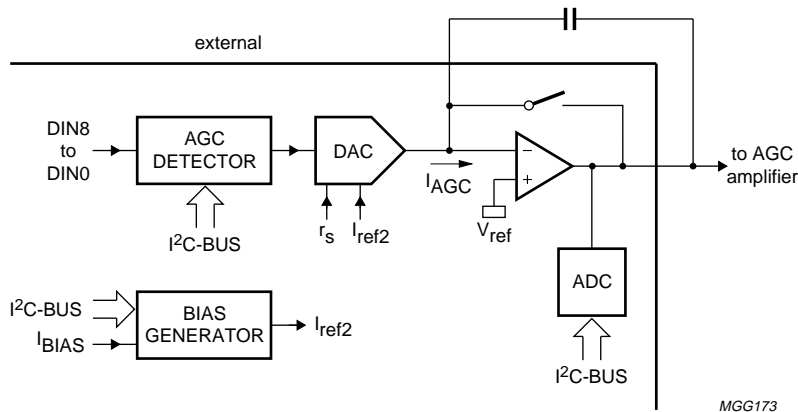 external
DIN8
to
DIN0
AGC
DETECTOR
DAC
I²C-BUS
r_s
I_ref2
I_AGC
−
+
V_ref
to AGC
amplifier
ADC
I²C-BUS
I²C-BUS
I_BIAS
BIAS
GENERATOR
I_ref2
MGG173